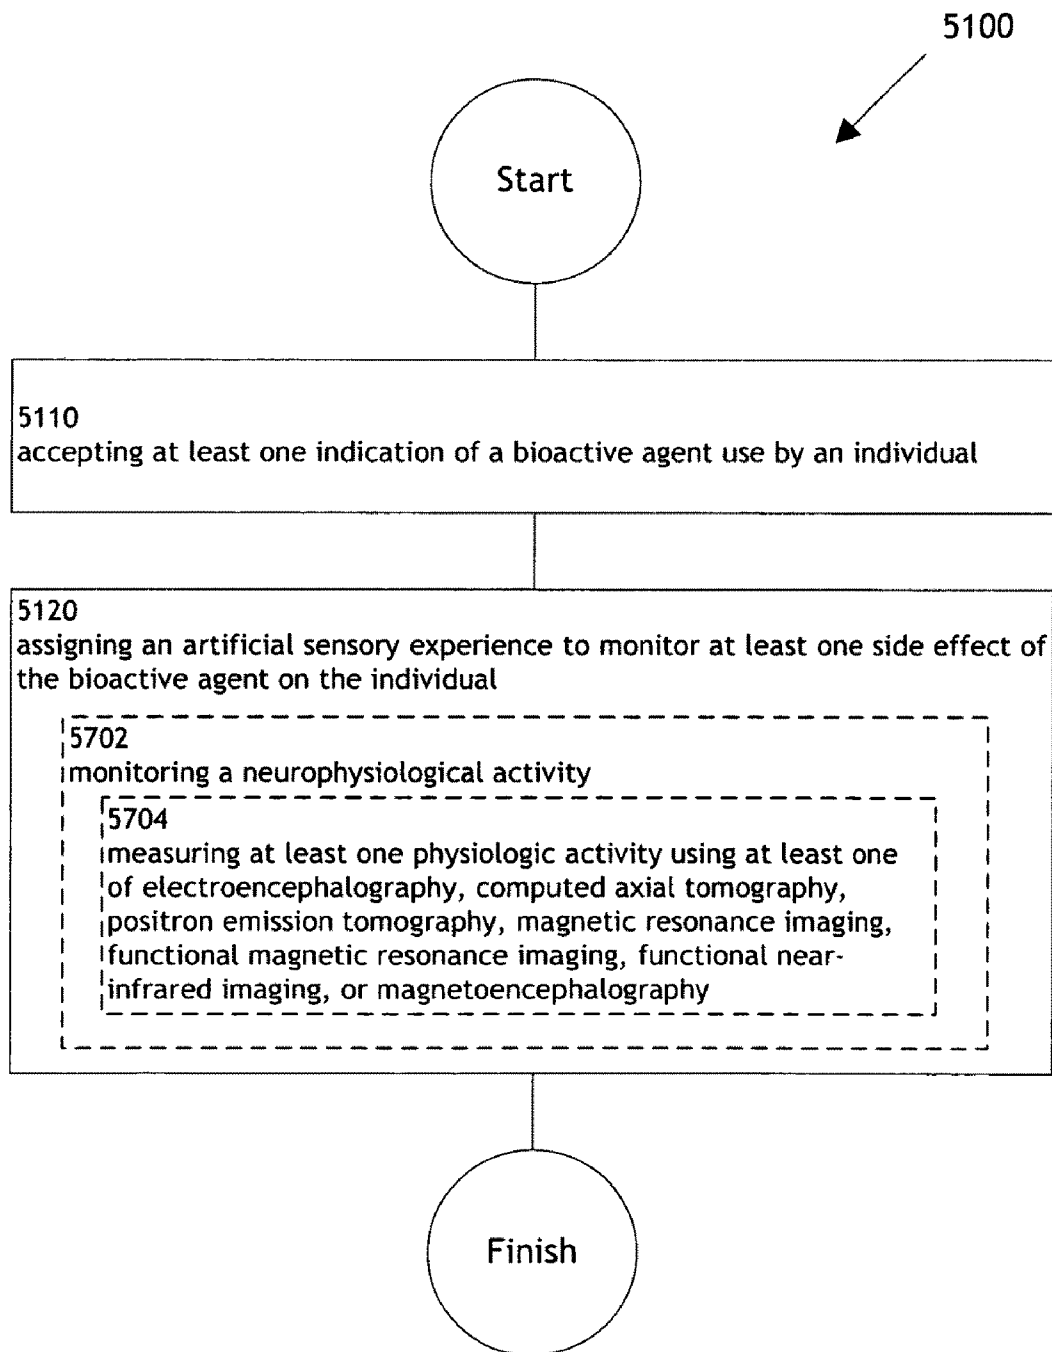 5100
Start
5110
accepting at least one indication of a bioactive agent use by an individual
5120
assigning an artificial sensory experience to monitor at least one side effect of
the bioactive agent on the individual
5702
monitoring a neurophysiological activity
5704
measuring at least one physiologic activity using at least one
of electroencephalography, computed axial tomography,
positron emission tomography, magnetic resonance imaging,
functional magnetic resonance imaging, functional near-
infrared imaging, or magnetoencephalography
Finish